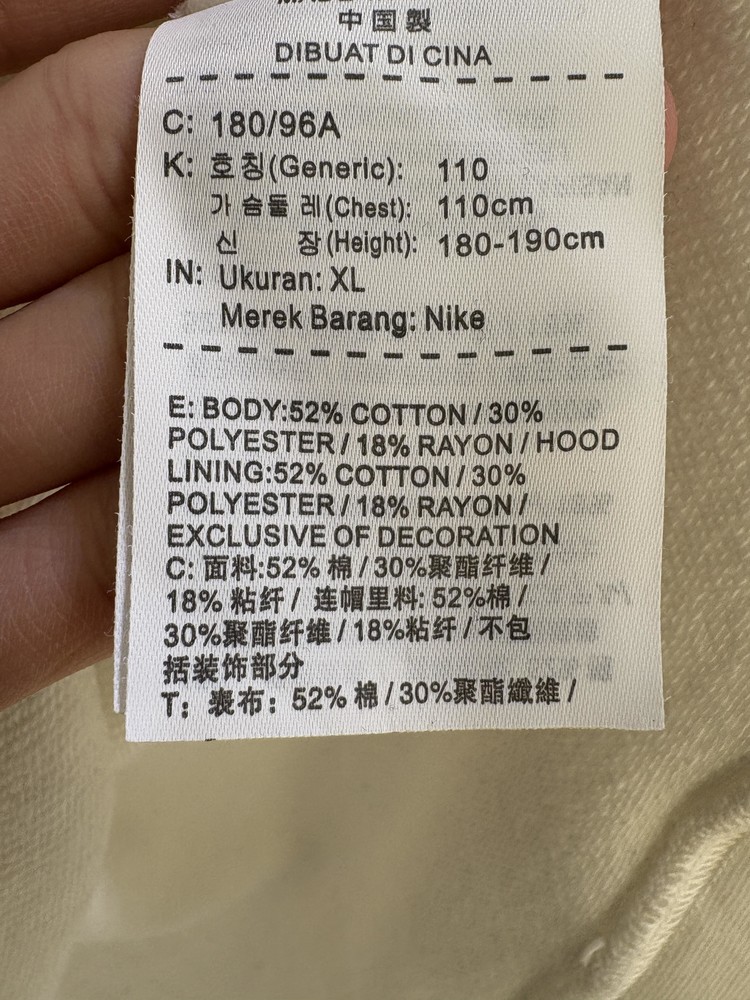 中国製
DIBUAT DI CINA
C: 180/96A
K: 호칭(Generic): 110
가슴둘레(Chest): 110cm
신 장(Height): 180-190cm
IN: Ukuran: XL
Merek Barang: Nike
E: BODY:52% COTTON / 30%
POLYESTER / 18% RAYON / HOOD
LINING:52% COTTON / 30%
POLYESTER / 18% RAYON /
EXCLUSIVE OF DECORATION
C: 面料:52% 棉 / 30%聚酯纤维 /
18% 粘纤 / 连帽里料: 52%棉 /
30%聚酯纤维 / 18%粘纤 / 不包
括装饰部分
T: 表布: 52% 棉 / 30%聚酯纖維 /